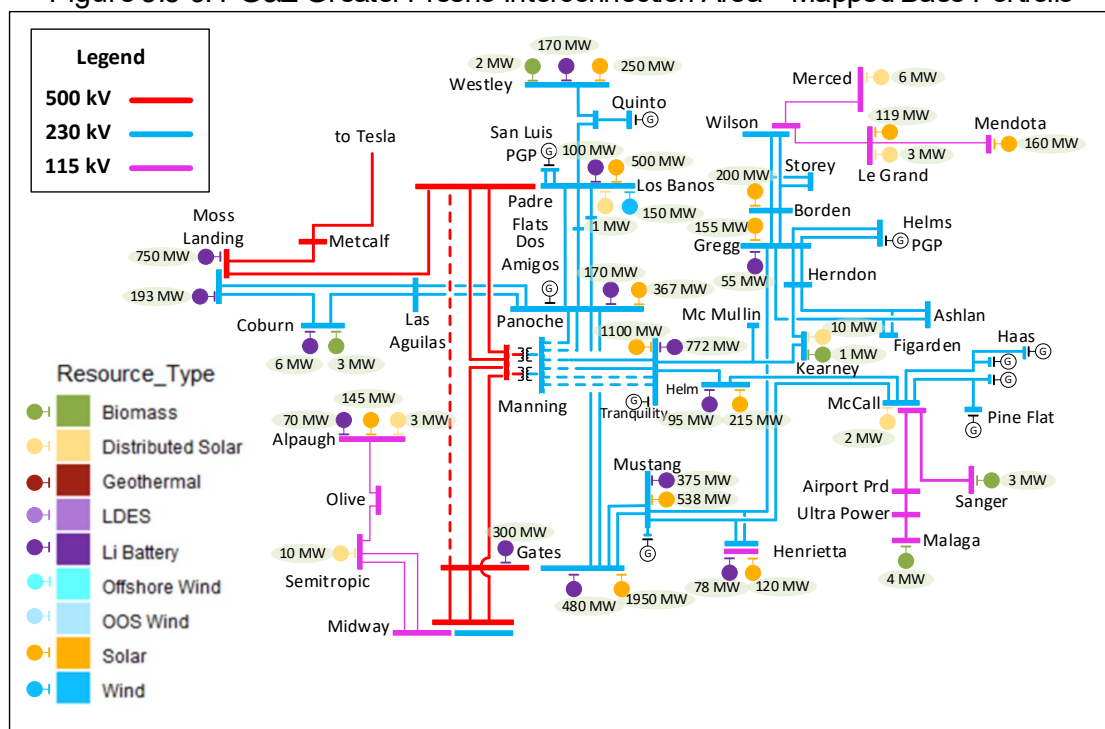 PG&E Greater Fresno Interconnection Area – Mapped Base Portfolio
Legend
500 kV
230 kV
115 kV
to Tesla
Moss
Landing
Metcalf
750 MW
193 MW
Coburn
6 MW
3 MW
Las
Aguilas
2 MW
170 MW
250 MW
Westley
Quinto
G
San Luis
PGP
G
100 MW
500 MW
Los Banos
1 MW
150 MW
Padre
Flats
Dos
Amigos
G
170 MW
367 MW
Panoche
Manning
1100 MW
772 MW
Tranquility
G
Mc Mullin
Helm
95 MW
215 MW
Merced
6 MW
Wilson
119 MW
3 MW
Le Grand
Mendota
160 MW
Storey
200 MW
Borden
155 MW
Gregg
55 MW
Helms
PGP
G
Herndon
Ashlan
Figarden
10 MW
1 MW
Kearney
Haas
G
G
G
McCall
2 MW
Pine Flat
G
Sanger
3 MW
Airport Prd
Ultra Power
Malaga
4 MW
Mustang
375 MW
538 MW
G
Henrietta
78 MW
120 MW
300 MW
Gates
480 MW
1950 MW
145 MW
70 MW
3 MW
Alpaugh
Olive
10 MW
Semitropic
Midway
Resource_Type
Biomass
Distributed Solar
Geothermal
LDES
Li Battery
Offshore Wind
OOS Wind
Solar
Wind